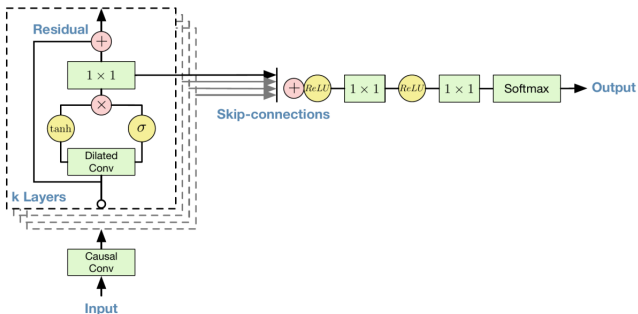 Residual
+
1 × 1
×
tanh
σ
Dilated
Conv
k Layers
Causal
Conv
Input
Skip-connections
+
ReLU
1 × 1
ReLU
1 × 1
Softmax
Output